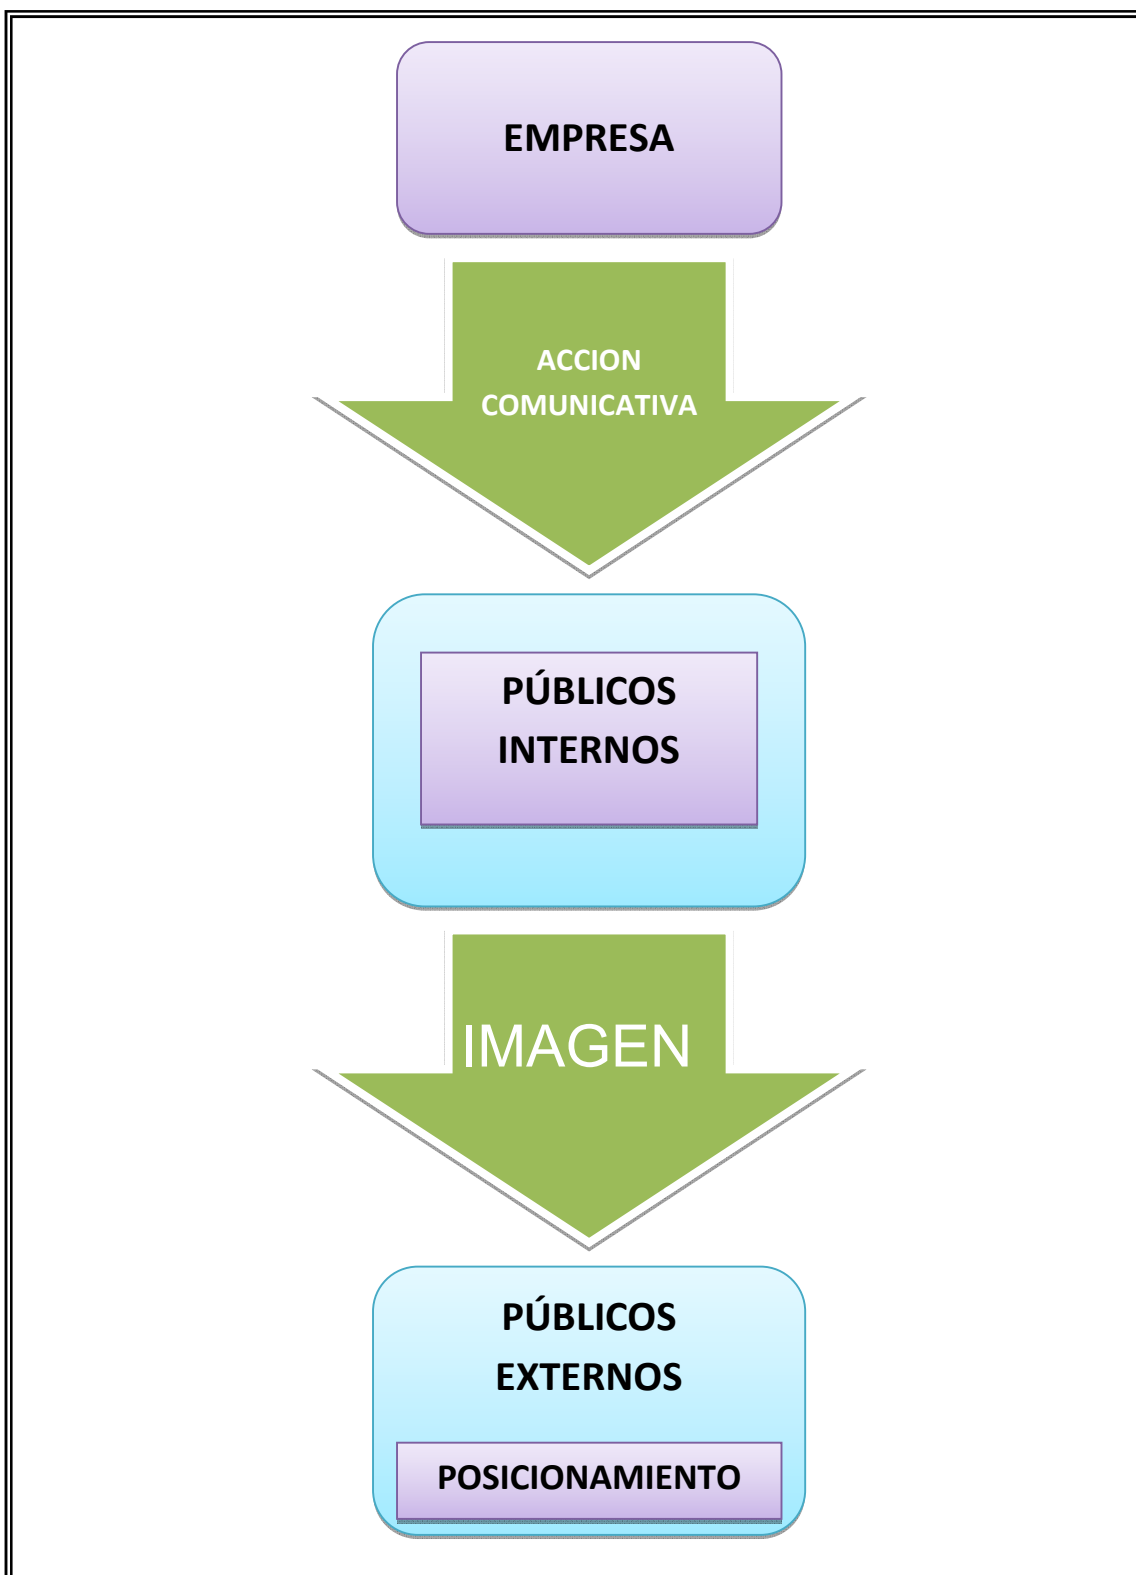 EMPRESA
ACCION
COMUNICATIVA
PÚBLICOS
INTERNOS
IMAGEN
PÚBLICOS
EXTERNOS
POSICIONAMIENTO